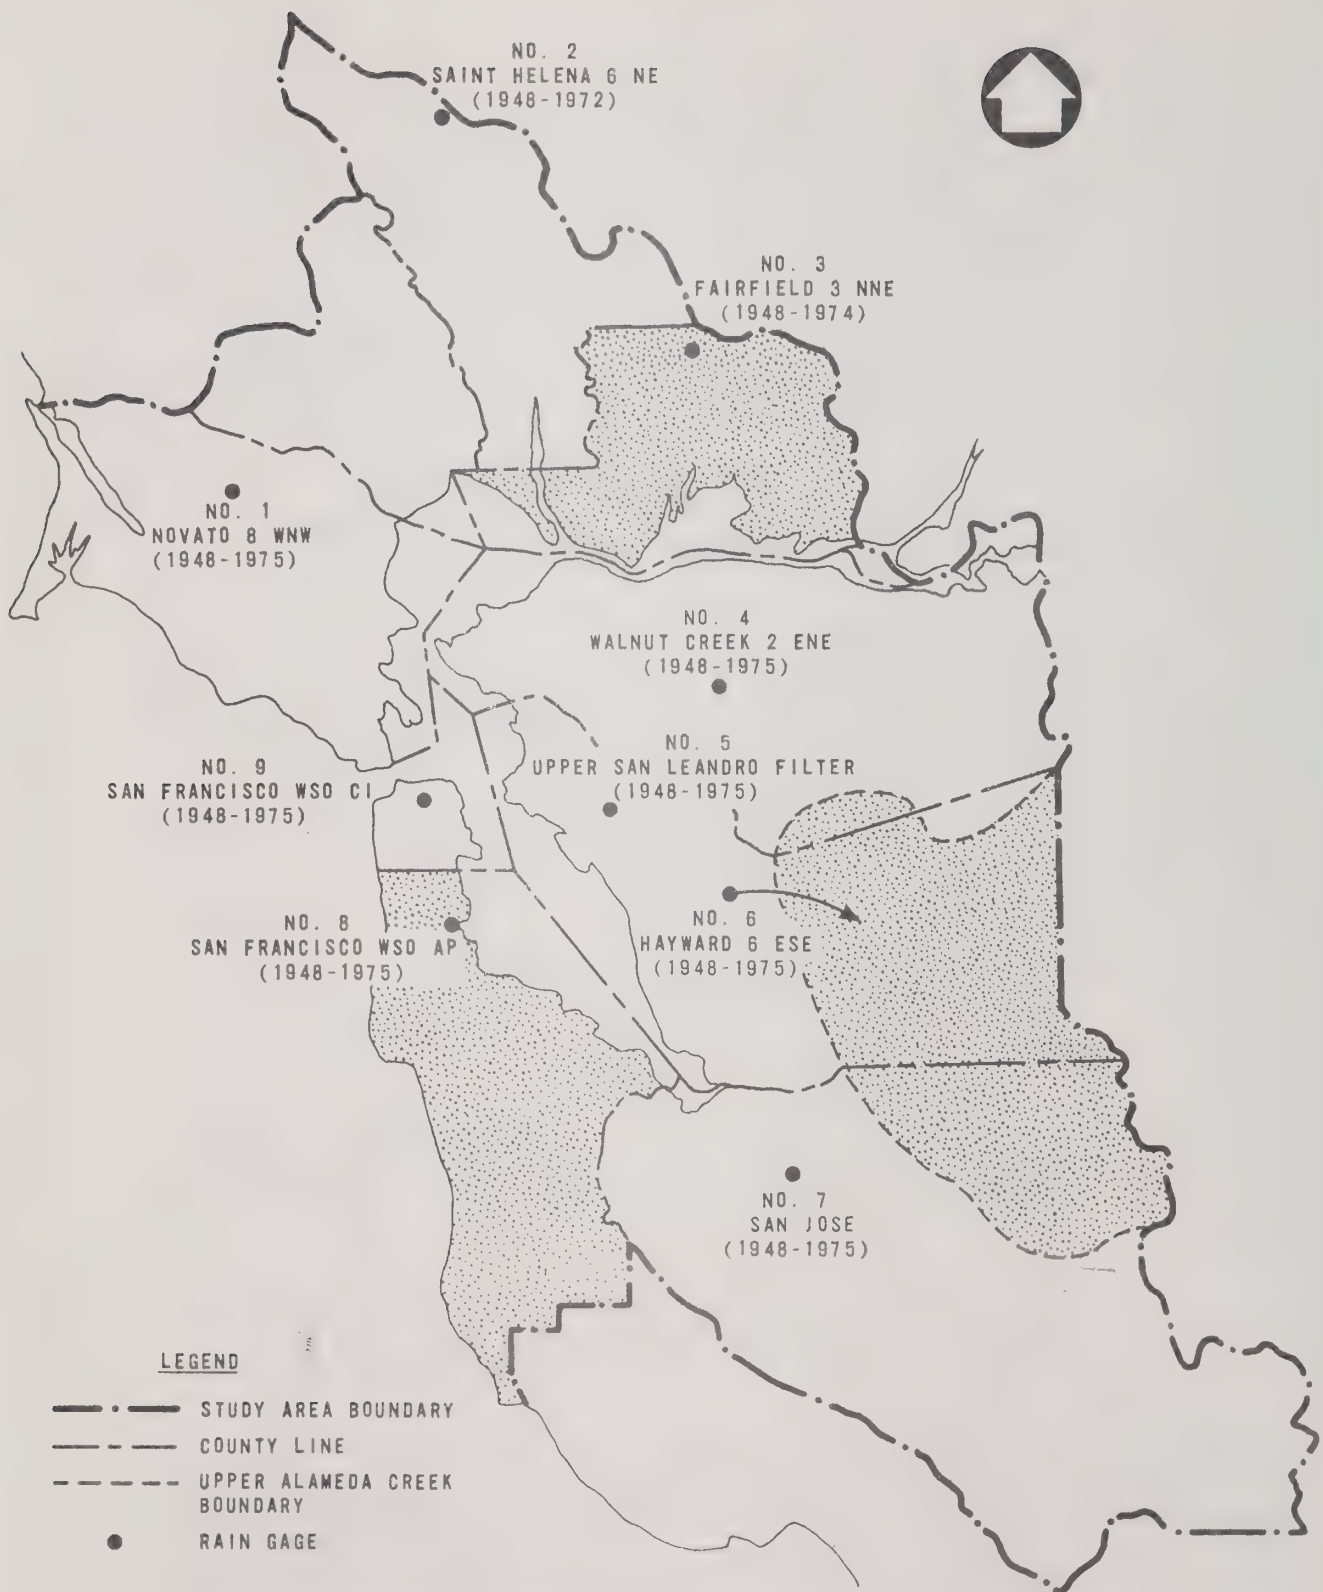 NO. 2
SAINT HELENA 6 NE
(1948-1972)
NO. 3
FAIRFIELD 3 NNE
(1948-1974)
NO. 1
NOVATO 8 WNW
(1948-1975)
NO. 4
WALNUT CREEK 2 ENE
(1948-1975)
NO. 5
UPPER SAN LEANDRO FILTER
(1948-1975)
NO. 9
SAN FRANCISCO WSO CI
(1948-1975)
NO. 6
HAYWARD 6 ESE
(1948-1975)
NO. 8
SAN FRANCISCO WSO AP
(1948-1975)
NO. 7
SAN JOSE
(1948-1975)
LEGEND
STUDY AREA BOUNDARY
COUNTY LINE
UPPER ALAMEDA CREEK
BOUNDARY
RAIN GAGE